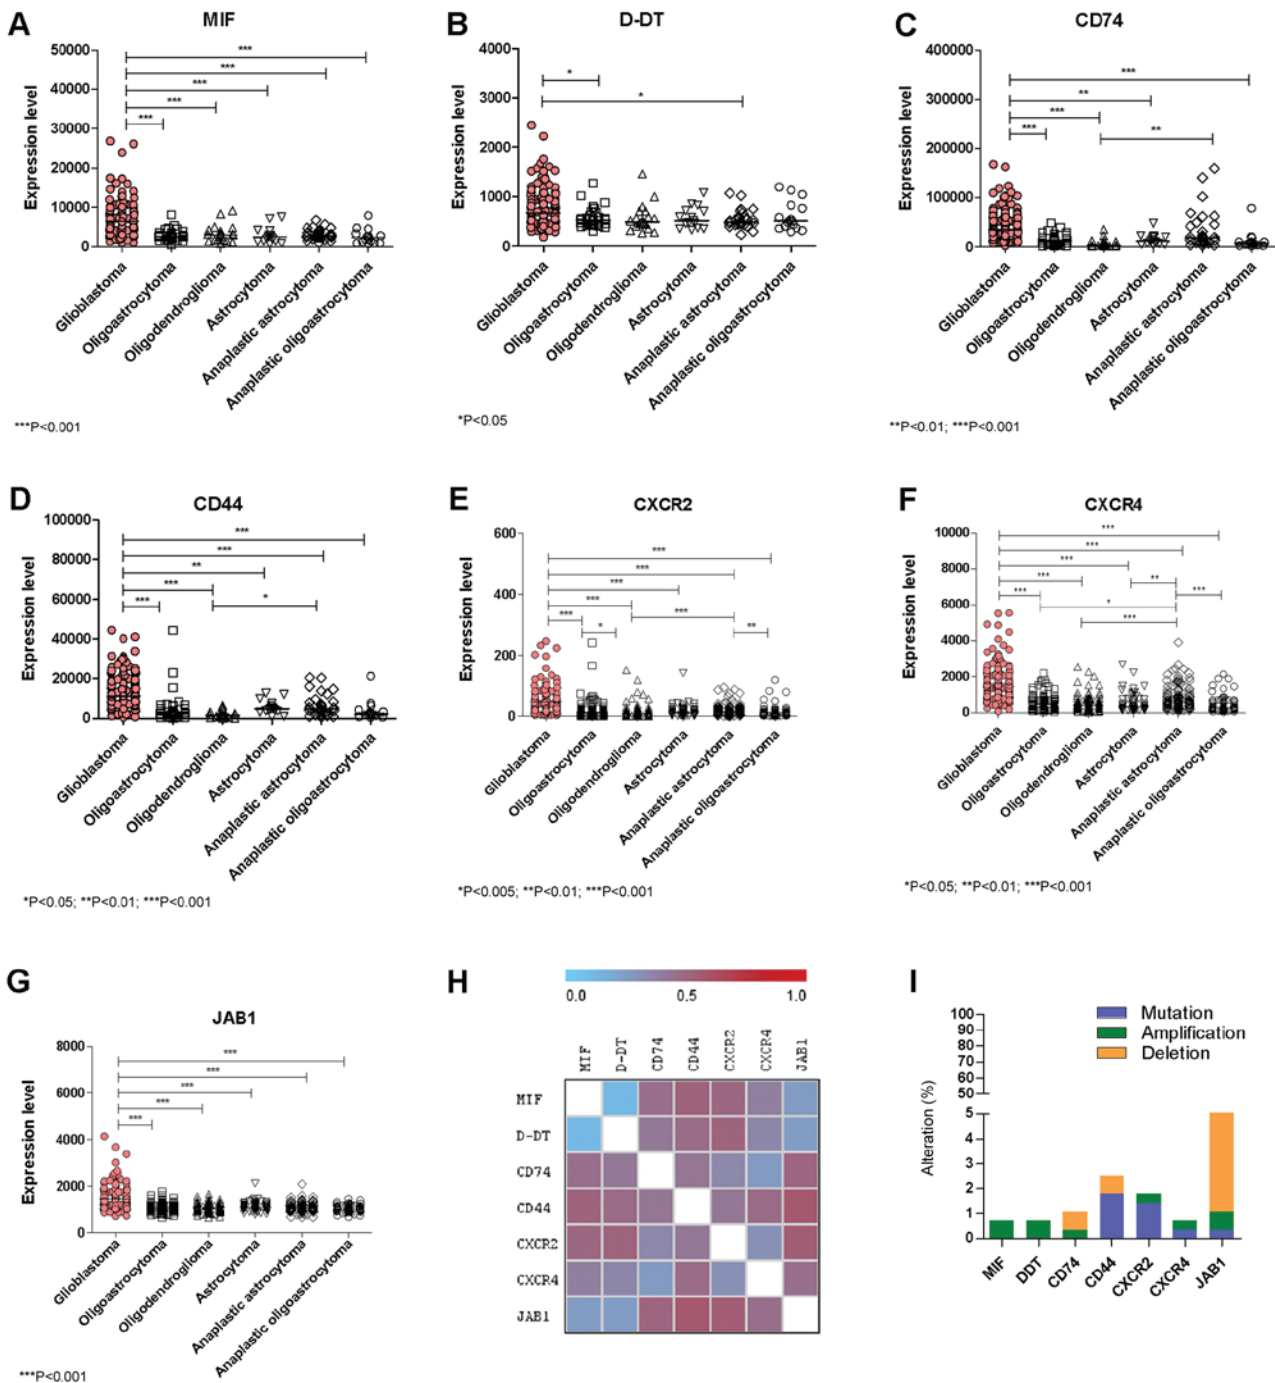 A
MIF
Expression level
50000
40000
30000
20000
10000
0
***
***
***
***
***
Glioblastoma
Oligoastrocytoma
Oligodendroglioma
Astrocytoma
Anaplastic astrocytoma
Anaplastic oligoastrocytoma
***P<0.001
B
D-DT
Expression level
4000
3000
2000
1000
0
*
*
Glioblastoma
Oligoastrocytoma
Oligodendroglioma
Astrocytoma
Anaplastic astrocytoma
Anaplastic oligoastrocytoma
*P<0.05
C
CD74
Expression level
400000
300000
200000
100000
0
***
**
***
***
**
Glioblastoma
Oligoastrocytoma
Oligodendroglioma
Astrocytoma
Anaplastic astrocytoma
Anaplastic oligoastrocytoma
**P<0.01; ***P<0.001
D
CD44
Expression level
100000
80000
60000
40000
20000
0
***
***
**
***
***
*
Glioblastoma
Oligoastrocytoma
Oligodendroglioma
Astrocytoma
Anaplastic astrocytoma
Anaplastic oligoastrocytoma
*P<0.05; **P<0.01; ***P<0.001
E
CXCR2
Expression level
600
400
200
0
***
***
***
***
***
***
*
**
Glioblastoma
Oligoastrocytoma
Oligodendroglioma
Astrocytoma
Anaplastic astrocytoma
Anaplastic oligoastrocytoma
*P<0.005; **P<0.01; ***P<0.001
F
CXCR4
Expression level
10000
8000
6000
4000
2000
0
***
***
***
***
**
***
***
*
***
Glioblastoma
Oligoastrocytoma
Oligodendroglioma
Astrocytoma
Anaplastic astrocytoma
Anaplastic oligoastrocytoma
*P<0.05; **P<0.01; ***P<0.001
G
JAB1
Expression level
8000
6000
4000
2000
0
***
***
***
***
***
Glioblastoma
Oligoastrocytoma
Oligodendroglioma
Astrocytoma
Anaplastic astrocytoma
Anaplastic oligoastrocytoma
***P<0.001
H
0.0 0.5 1.0
MIF D-DT CD74 CD44 CXCR2 CXCR4 JAB1
MIF
D-DT
CD74
CD44
CXCR2
CXCR4
JAB1
I
Alteration (%)
100
90
80
70
60
50
5
4
3
2
1
0
Mutation
Amplification
Deletion
MIF DDT CD74 CD44 CXCR2 CXCR4 JAB1